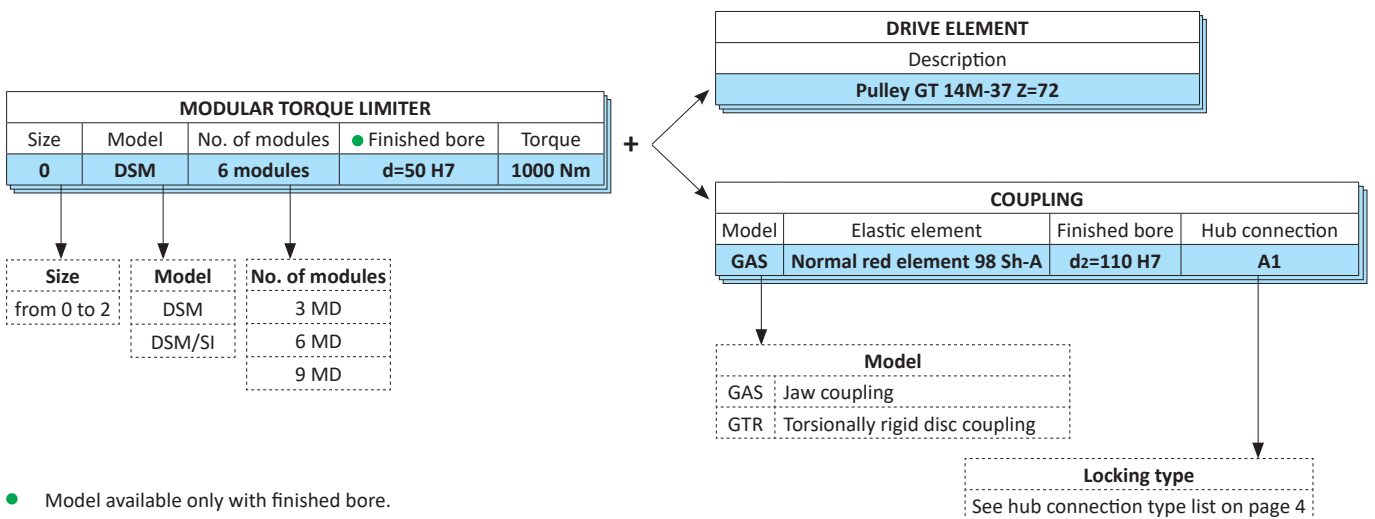 DRIVE ELEMENT
Description
Pulley GT 14M-37 Z=72
MODULAR TORQUE LIMITER
Size Model No. of modules ● Finished bore Torque
0 DSM 6 modules d=50 H7 1000 Nm
+
COUPLING
Model Elastic element Finished bore Hub connection
GAS Normal red element 98 Sh-A d2=110 H7 A1
Size
from 0 to 2
Model
DSM
DSM/SI
No. of modules
3 MD
6 MD
9 MD
Model
GAS Jaw coupling
GTR Torsionally rigid disc coupling
Locking type
See hub connection type list on page 4
● Model available only with finished bore.